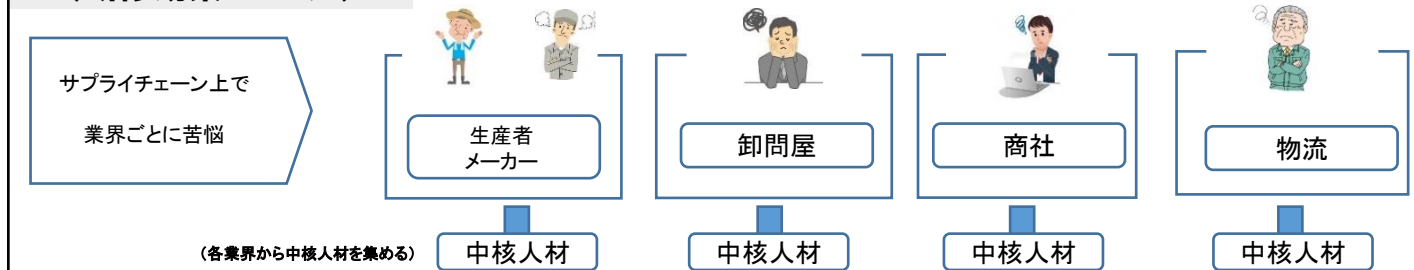 サプライチェーン上で
業界ごとに苦悩
生産者
メーカー
卸問屋
商社
物流
(各業界から中核人材を集める)
中核人材
中核人材
中核人材
中核人材